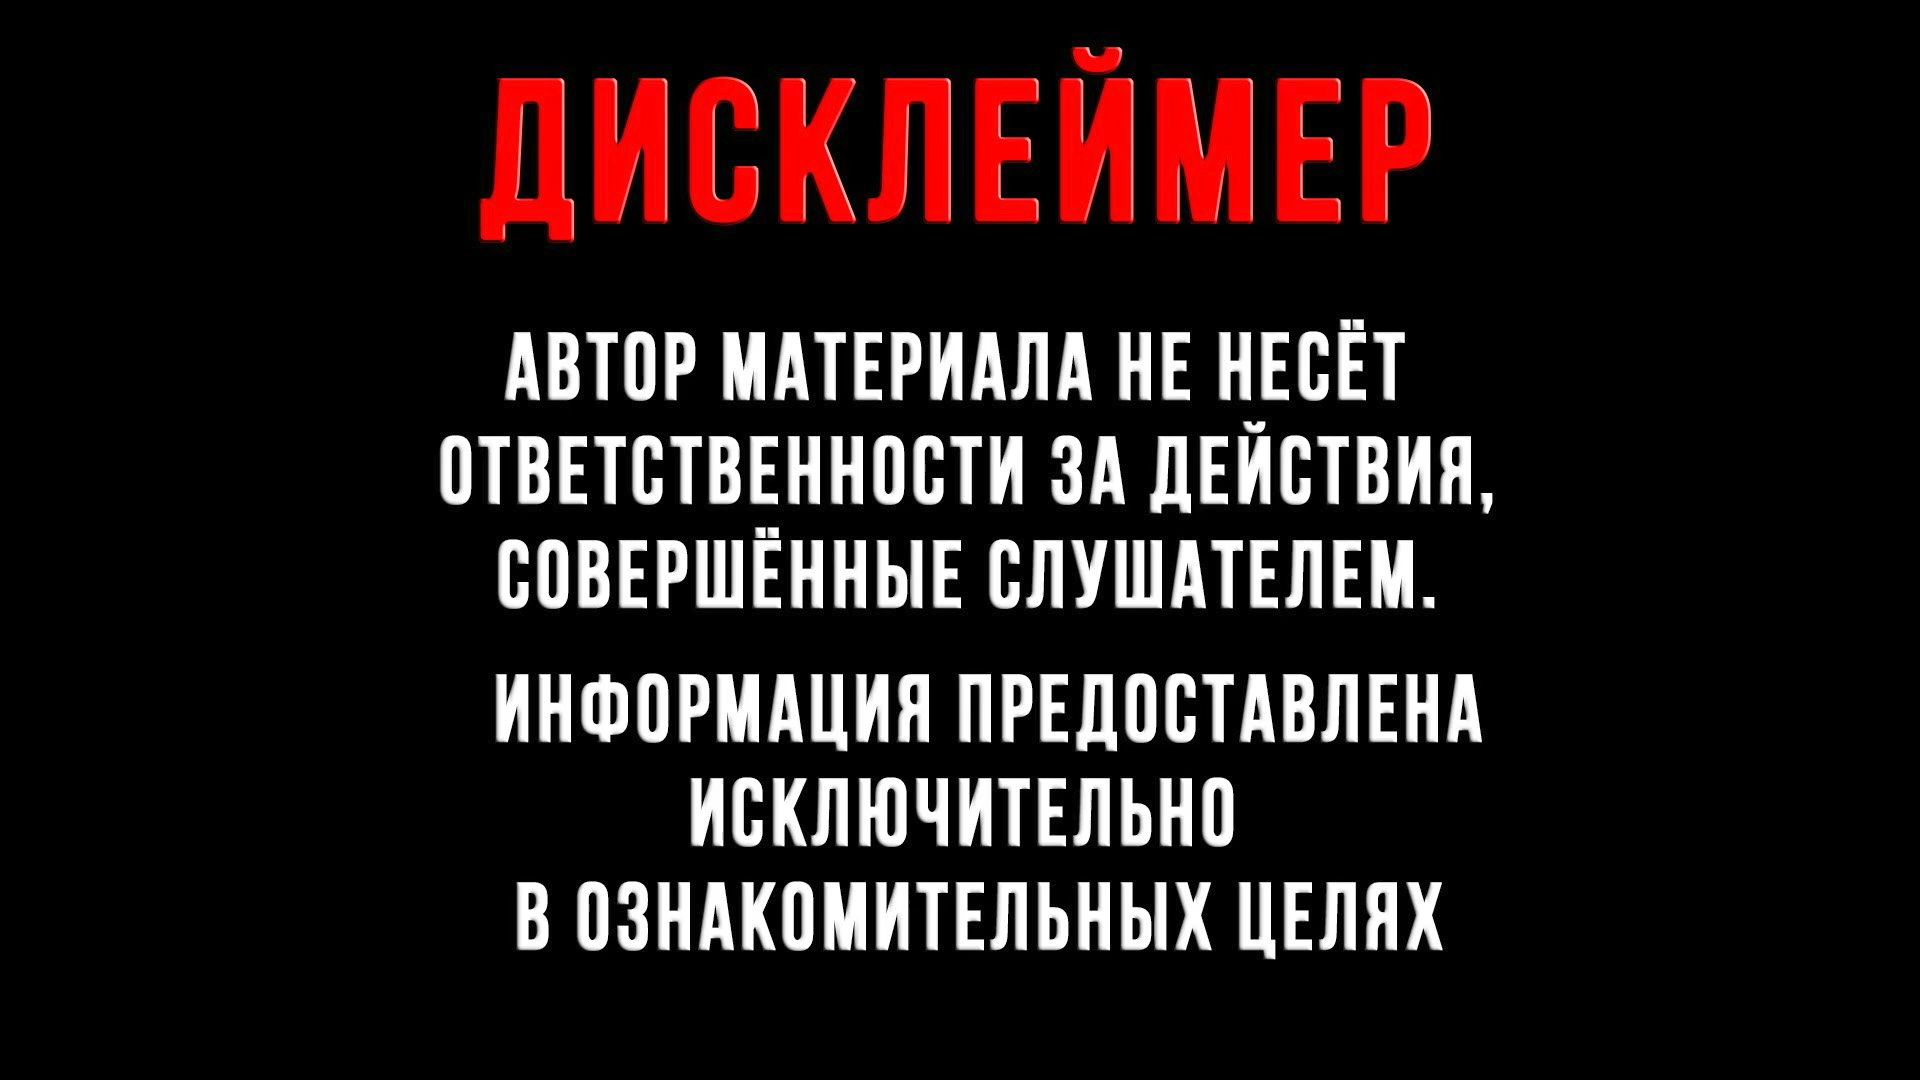 ДИСКЛЕЙМЕР
АВТОР МАТЕРИАЛА НЕ НЕСЁТ
ОТВЕТСТВЕННОСТИ ЗА ДЕЙСТВИЯ,
СОВЕРШЁННЫЕ СЛУШАТЕЛЕМ.
ИНФОРМАЦИЯ ПРЕДОСТАВЛЕНА
ИСКЛЮЧИТЕЛЬНО
В ОЗНАКОМИТЕЛЬНЫХ ЦЕЛЯХ